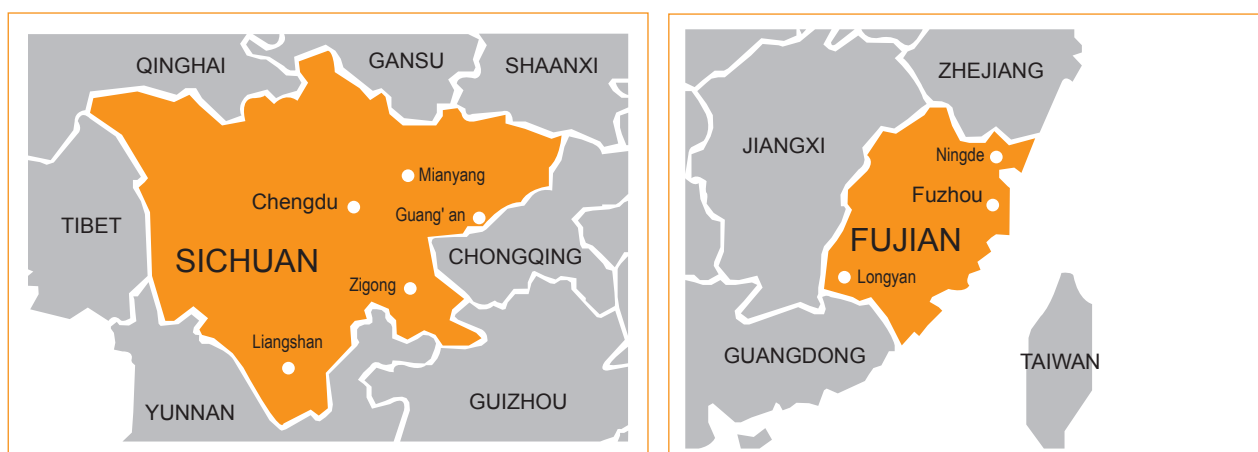 QINGHAI
GANSU
SHAANXI
Mianyang
Chengdu
Guang' an
TIBET
SICHUAN
CHONGQING
Zigong
Liangshan
YUNNAN
GUIZHOU
ZHEJIANG
JIANGXI
Ningde
Fuzhou
FUJIAN
Longyan
GUANGDONG
TAIWAN